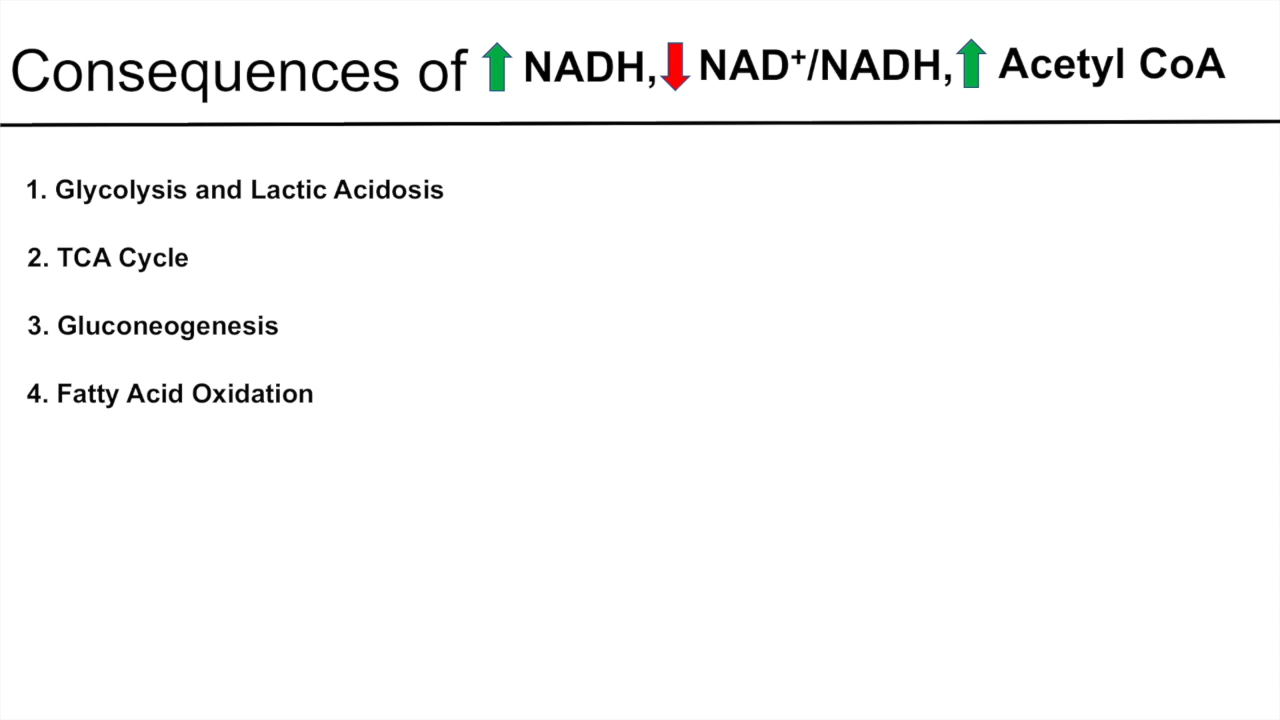 Consequences of NADH, NAD⁺/NADH, Acetyl CoA
1. Glycolysis and Lactic Acidosis
2. TCA Cycle
3. Gluconeogenesis
4. Fatty Acid Oxidation